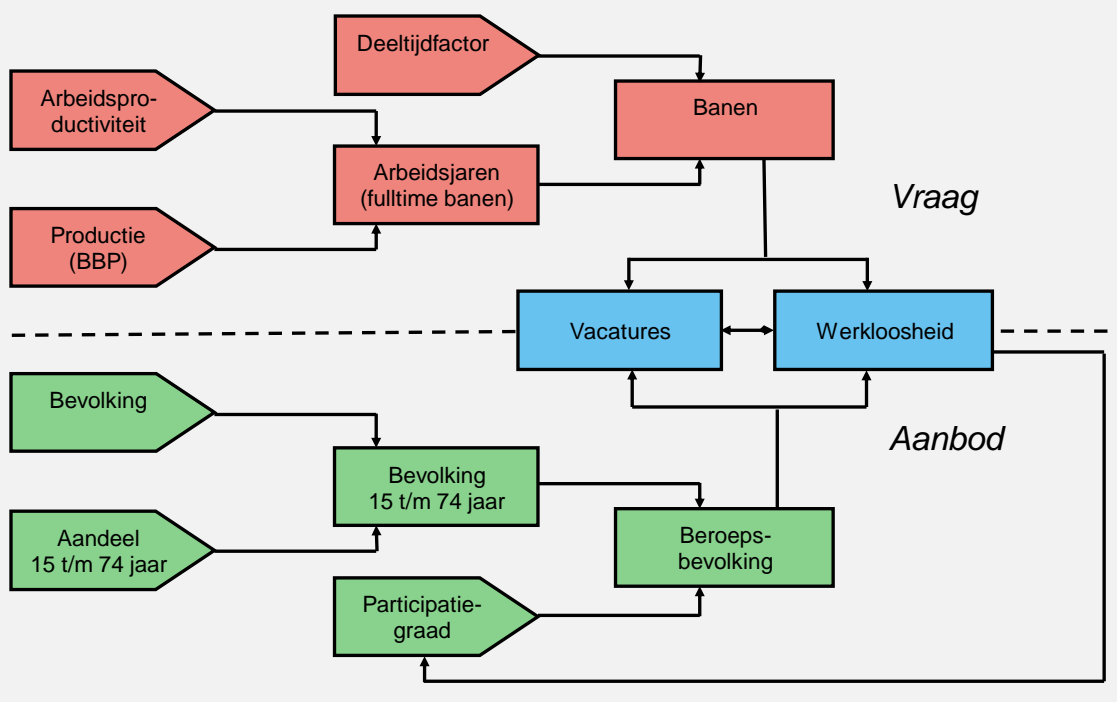 Deeltijdfactor
Arbeidspro-
ductiviteit
Banen
Arbeidsjaren
(fulltime banen)
Vraag
Productie
(BBP)
Vacatures
Werkloosheid
Bevolking
Aanbod
Bevolking
15 t/m 74 jaar
Aandeel
15 t/m 74 jaar
Beroeps-
bevolking
Participatie-
graad